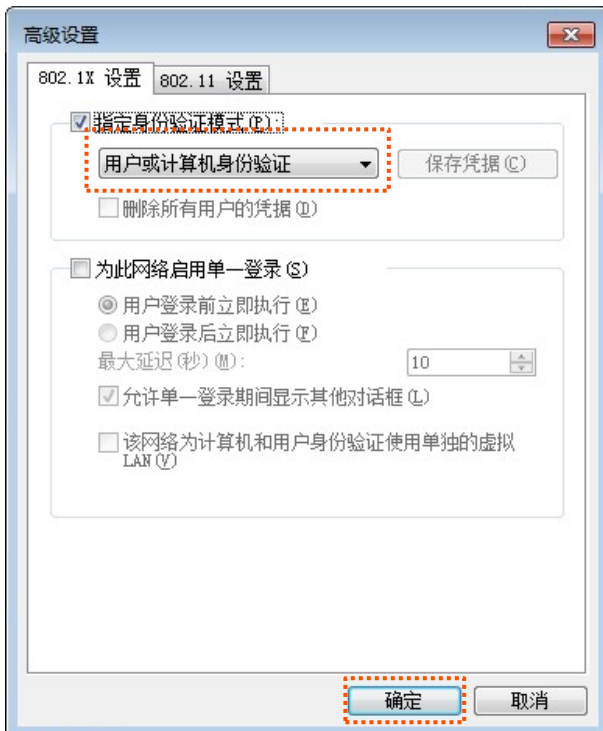 高级设置
802.1X 设置
802.11 设置
指定身份验证模式(P):
用户或计算机身份验证
保存凭据(C)
删除所有用户的凭据(D)
为此网络启用单一登录(S)
用户登录前立即执行(E)
用户登录后立即执行(F)
最大延迟(秒)(M):
10
允许单一登录期间显示其他对话框(L)
该网络为计算机和用户身份验证使用单独的虚拟
LAN(V)
确定
取消